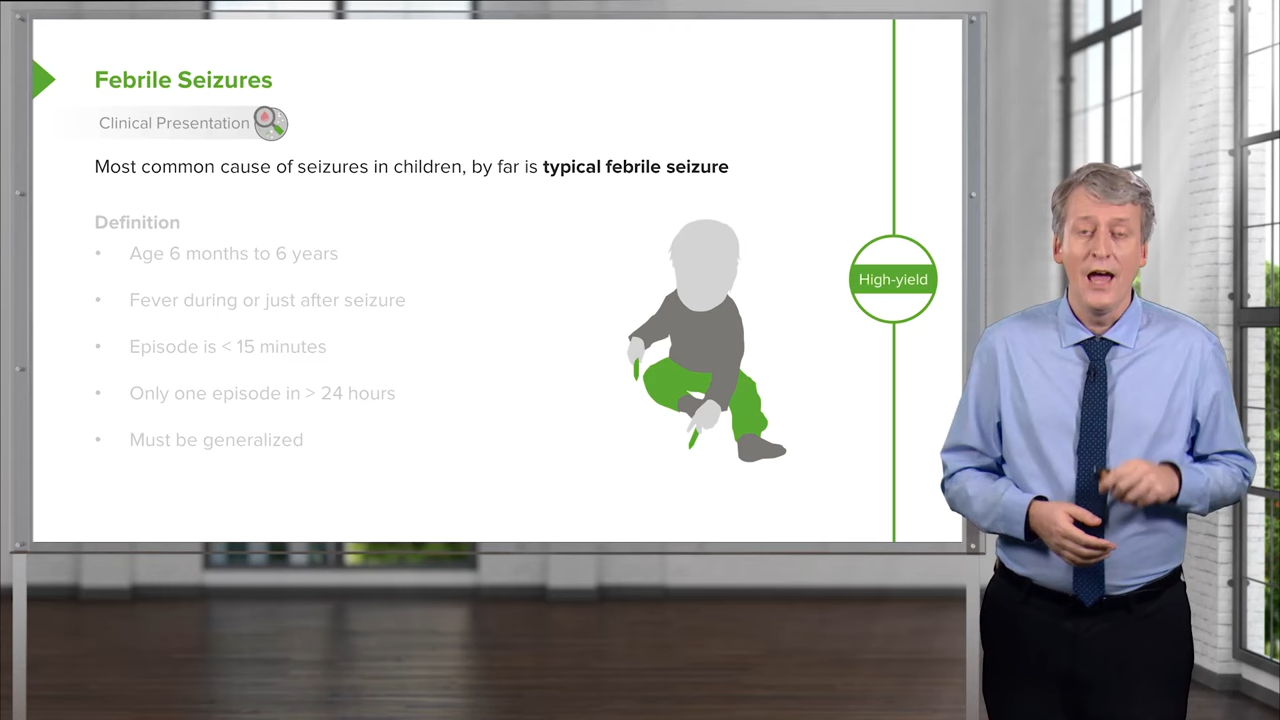 Febrile Seizures
Clinical Presentation
Most common cause of seizures in children, by far is typical febrile seizure
Definition
• Age 6 months to 6 years
• Fever during or just after seizure
• Episode is < 15 minutes
• Only one episode in > 24 hours
• Must be generalized
High-yield